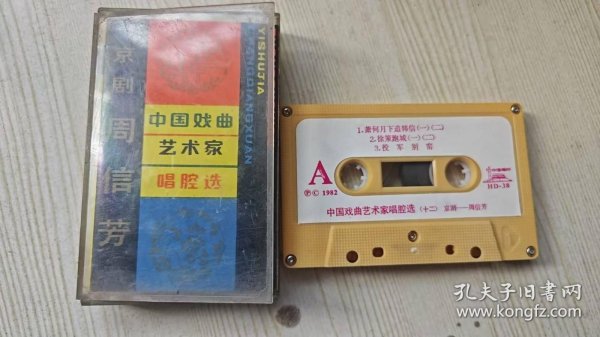 京剧 周信芳
中国戏曲
艺术家
唱腔选
YISHUJIA
CHANGQIANGXUAN
1.萧何月下追韩信(一)(二)
2.徐策跑城(一)(二)
3.投军别窑
A
ⓅⒸ 1982
HD-38
中国戏曲艺术家唱腔选(十二) 京剧——周信芳
孔夫子旧书网
www.kongfz.com